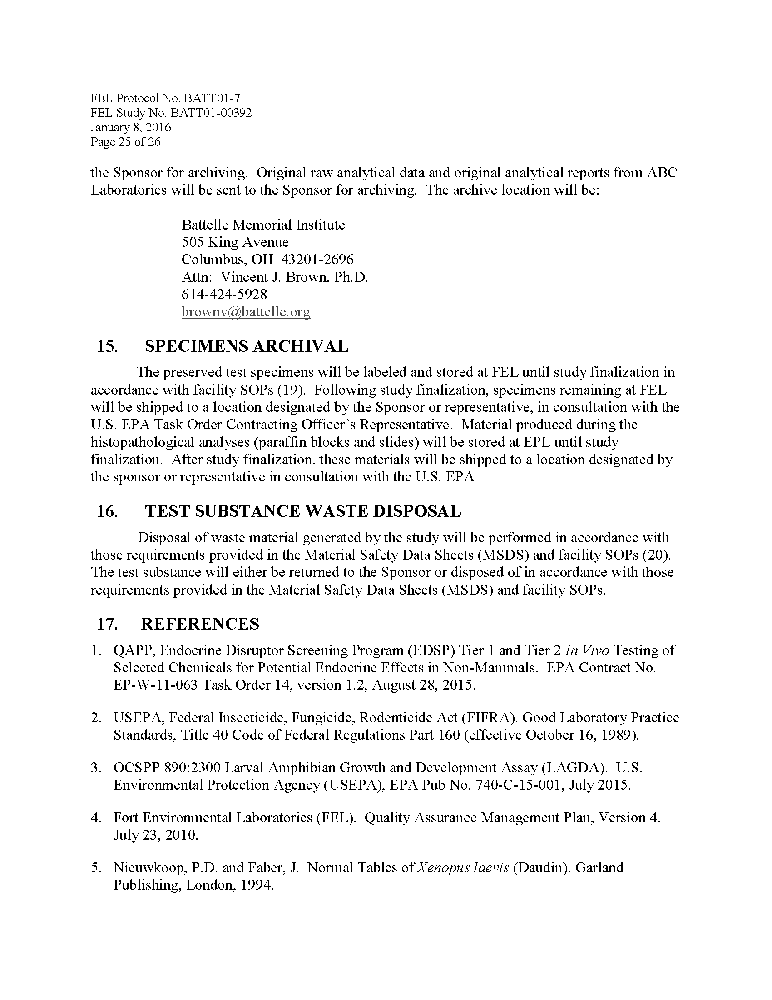 FEL Protocol No. BATT01-7
FEL Study No. BATT01-00392
January 8, 2016
Page 25 of 26
the Sponsor for archiving.  Original raw analytical data and original analytical reports from ABC
Laboratories will be sent to the Sponsor for archiving.  The archive location will be:
Battelle Memorial Institute
505 King Avenue
Columbus, OH  43201-2696
Attn:  Vincent J. Brown, Ph.D.
614-424-5928
brownv@battelle.org
15. SPECIMENS ARCHIVAL
The preserved test specimens will be labeled and stored at FEL until study finalization in
accordance with facility SOPs (19).  Following study finalization, specimens remaining at FEL
will be shipped to a location designated by the Sponsor or representative, in consultation with the
U.S. EPA Task Order Contracting Officer’s Representative.  Material produced during the
histopathological analyses (paraffin blocks and slides) will be stored at EPL until study
finalization.  After study finalization, these materials will be shipped to a location designated by
the sponsor or representative in consultation with the U.S. EPA
16. TEST SUBSTANCE WASTE DISPOSAL
Disposal of waste material generated by the study will be performed in accordance with
those requirements provided in the Material Safety Data Sheets (MSDS) and facility SOPs (20).
The test substance will either be returned to the Sponsor or disposed of in accordance with those
requirements provided in the Material Safety Data Sheets (MSDS) and facility SOPs.
17. REFERENCES
1. QAPP, Endocrine Disruptor Screening Program (EDSP) Tier 1 and Tier 2 In Vivo Testing of
Selected Chemicals for Potential Endocrine Effects in Non-Mammals.  EPA Contract No.
EP-W-11-063 Task Order 14, version 1.2, August 28, 2015.
2. USEPA, Federal Insecticide, Fungicide, Rodenticide Act (FIFRA). Good Laboratory Practice
Standards, Title 40 Code of Federal Regulations Part 160 (effective October 16, 1989).
3. OCSPP 890:2300 Larval Amphibian Growth and Development Assay (LAGDA).  U.S.
Environmental Protection Agency (USEPA), EPA Pub No. 740-C-15-001, July 2015.
4. Fort Environmental Laboratories (FEL).  Quality Assurance Management Plan, Version 4.
July 23, 2010.
5. Nieuwkoop, P.D. and Faber, J.  Normal Tables of Xenopus laevis (Daudin). Garland
Publishing, London, 1994.